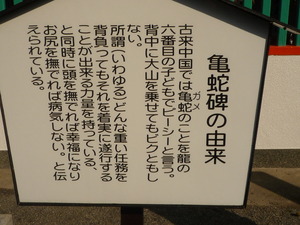 亀蛇碑の由来
ガメ
古来中国では亀蛇のことを龍の
六番目の子どもでビーシーと言う。
背中に大山を乗せてもビクともし
ない。
所謂(いわゆる)どんな重い任務を
背負ってもそれを着実に遂行する
ことが出来る力量を持っている、
と同時に頭を撫でれば幸福になり
お尻を撫でれば病気しない。と伝
えられている。